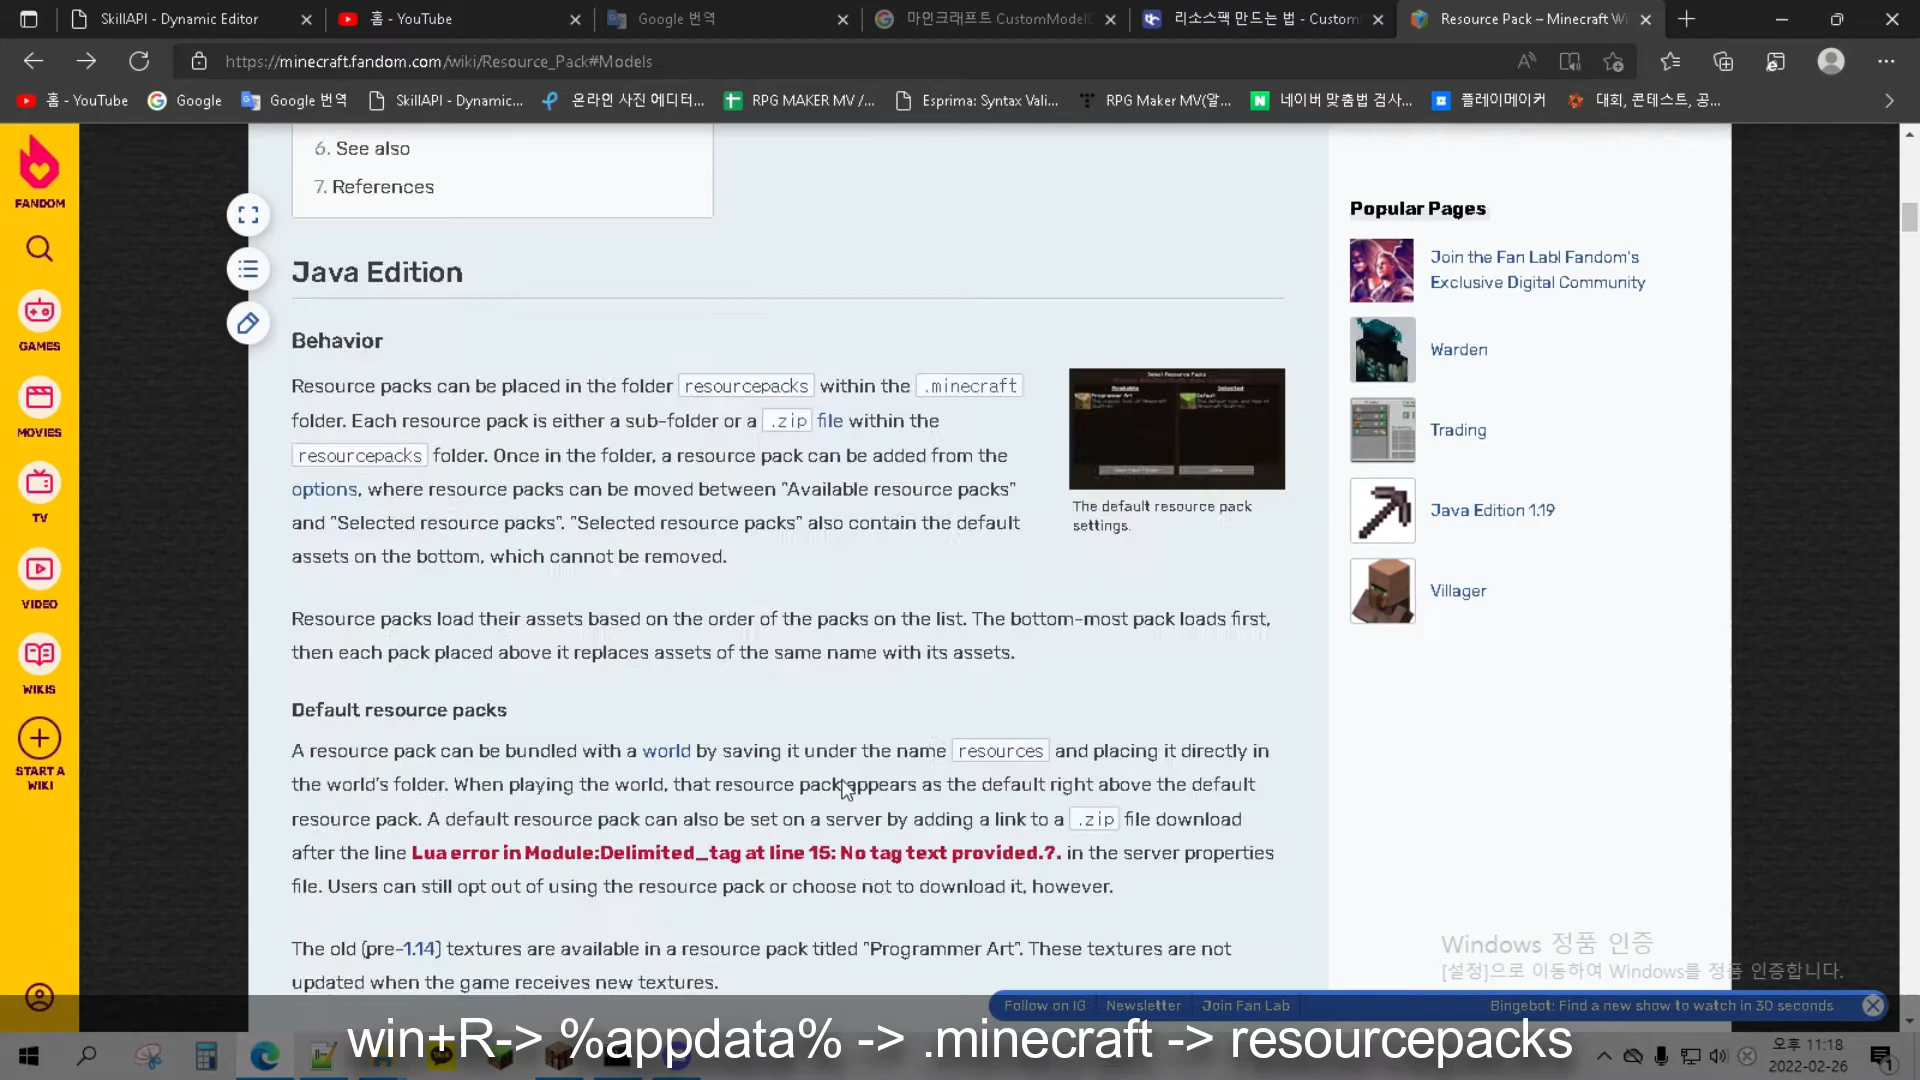 SkillAPI - Dynamic Editor
홈 - YouTube
Google 번역
마인크래프트 CustomModelD
리소스팩 만드는 법 - Custom
Resource Pack – Minecraft Wi
https://minecraft.fandom.com/wiki/Resource_Pack#Models
홈 - YouTube
Google
Google 번역
SkillAPI - Dynamic...
온라인 사진 에디터...
RPG MAKER MV /...
Esprima: Syntax Vali...
RPG Maker MV(알...
네이버 맞춤법 검사...
플레이메이커
대회, 콘테스트, 공...
FANDOM
GAMES
MOVIES
TV
VIDEO
WIKIS
START A
WIKI
6. See also
7. References
Java Edition
Behavior
Resource packs can be placed in the folder resourcepacks within the .minecraft
folder. Each resource pack is either a sub-folder or a .zip file within the
resourcepacks folder. Once in the folder, a resource pack can be added from the
options, where resource packs can be moved between "Available resource packs"
and "Selected resource packs". "Selected resource packs" also contain the default
assets on the bottom, which cannot be removed.
The default resource pack
settings.
Resource packs load their assets based on the order of the packs on the list. The bottom-most pack loads first,
then each pack placed above it replaces assets of the same name with its assets.
Default resource packs
A resource pack can be bundled with a world by saving it under the name resources and placing it directly in
the world's folder. When playing the world, that resource pack appears as the default right above the default
resource pack. A default resource pack can also be set on a server by adding a link to a .zip file download
after the line Lua error in Module:Delimited_tag at line 15: No tag text provided.?. in the server properties
file. Users can still opt out of using the resource pack or choose not to download it, however.
The old (pre-1.14) textures are available in a resource pack titled "Programmer Art". These textures are not
updated when the game receives new textures.
Popular Pages
Join the Fan Lab! Fandom's
Exclusive Digital Community
Warden
Trading
Java Edition 1.19
Villager
Windows 정품 인증
[설정]으로 이동하여 Windows를 정품 인증합니다.
Follow on IG
Newsletter
Join Fan Lab
Bingebot: Find a new show to watch in 30 seconds
win+R-> %appdata% -> .minecraft -> resourcepacks
오후 11:18
2022-02-26
1